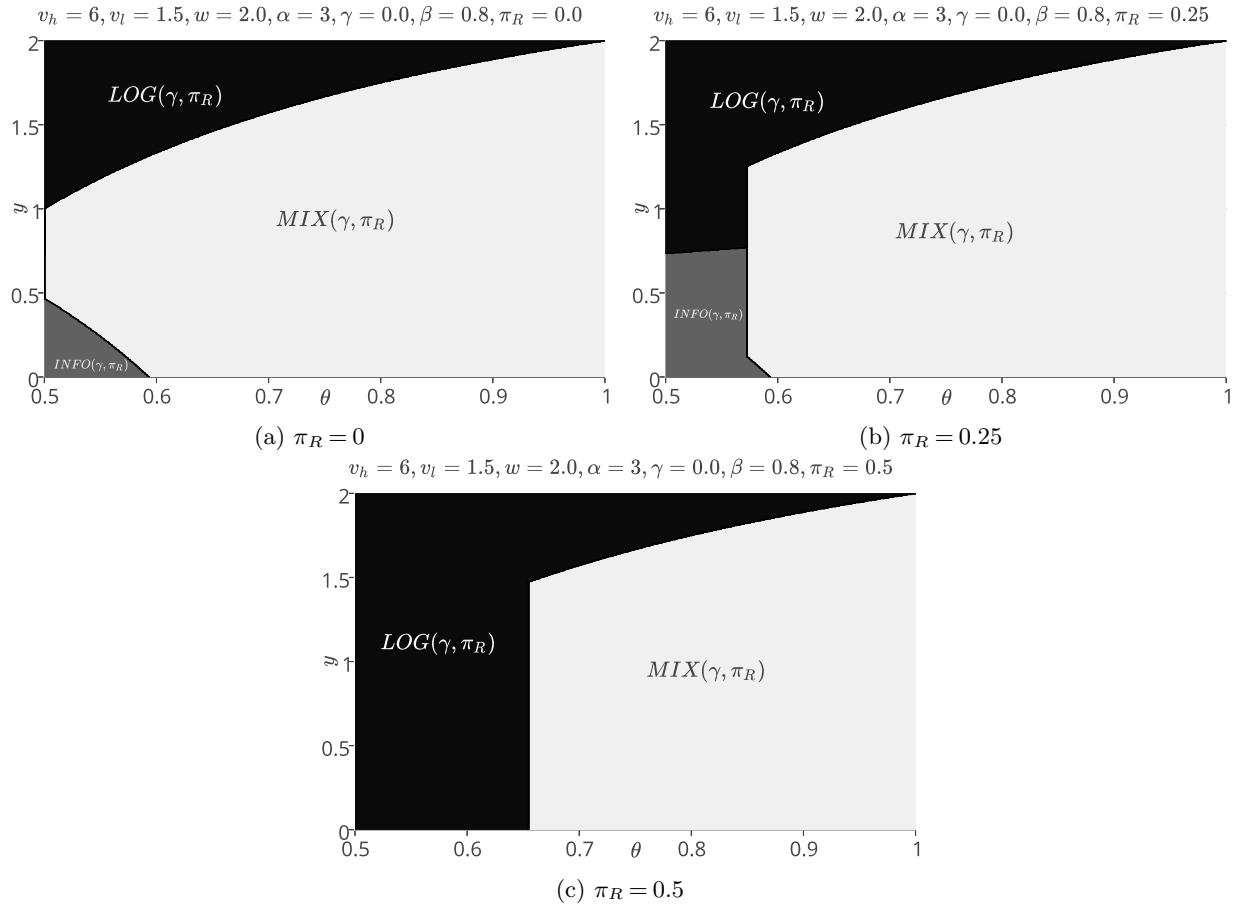 v_h = 6, v_l = 1.5, w = 2.0, α = 3, γ = 0.0, β = 0.8, π_R = 0.0
v_h = 6, v_l = 1.5, w = 2.0, α = 3, γ = 0.0, β = 0.8, π_R = 0.25
2
LOG(γ, π_R)
1.5
y 1
MIX(γ, π_R)
0.5
INFO(γ, π_R)
0
0.5 0.6 0.7 θ 0.8 0.9 1
(a) π_R = 0
2
LOG(γ, π_R)
1.5
y 1
MIX(γ, π_R)
0.5
INFO(γ, π_R)
0
0.5 0.6 0.7 θ 0.8 0.9 1
(b) π_R = 0.25
v_h = 6, v_l = 1.5, w = 2.0, α = 3, γ = 0.0, β = 0.8, π_R = 0.5
2
1.5
LOG(γ, π_R)
y 1
MIX(γ, π_R)
0.5
0
0.5 0.6 0.7 θ 0.8 0.9 1
(c) π_R = 0.5